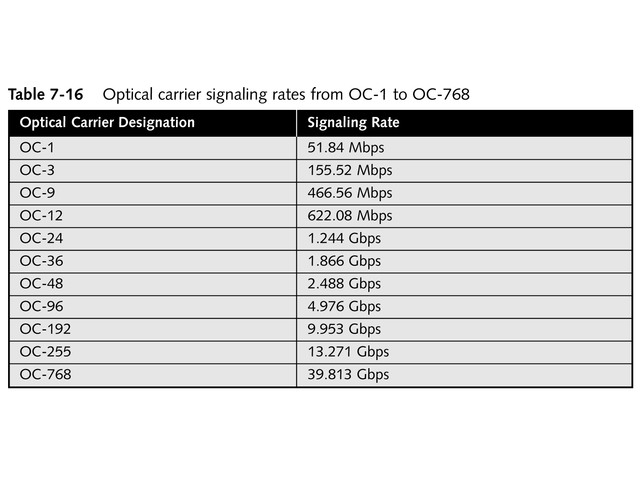 Table 7-16 Optical carrier signaling rates from OC-1 to OC-768
Optical Carrier Designation Signaling Rate
OC-1 51.84 Mbps
OC-3 155.52 Mbps
OC-9 466.56 Mbps
OC-12 622.08 Mbps
OC-24 1.244 Gbps
OC-36 1.866 Gbps
OC-48 2.488 Gbps
OC-96 4.976 Gbps
OC-192 9.953 Gbps
OC-255 13.271 Gbps
OC-768 39.813 Gbps